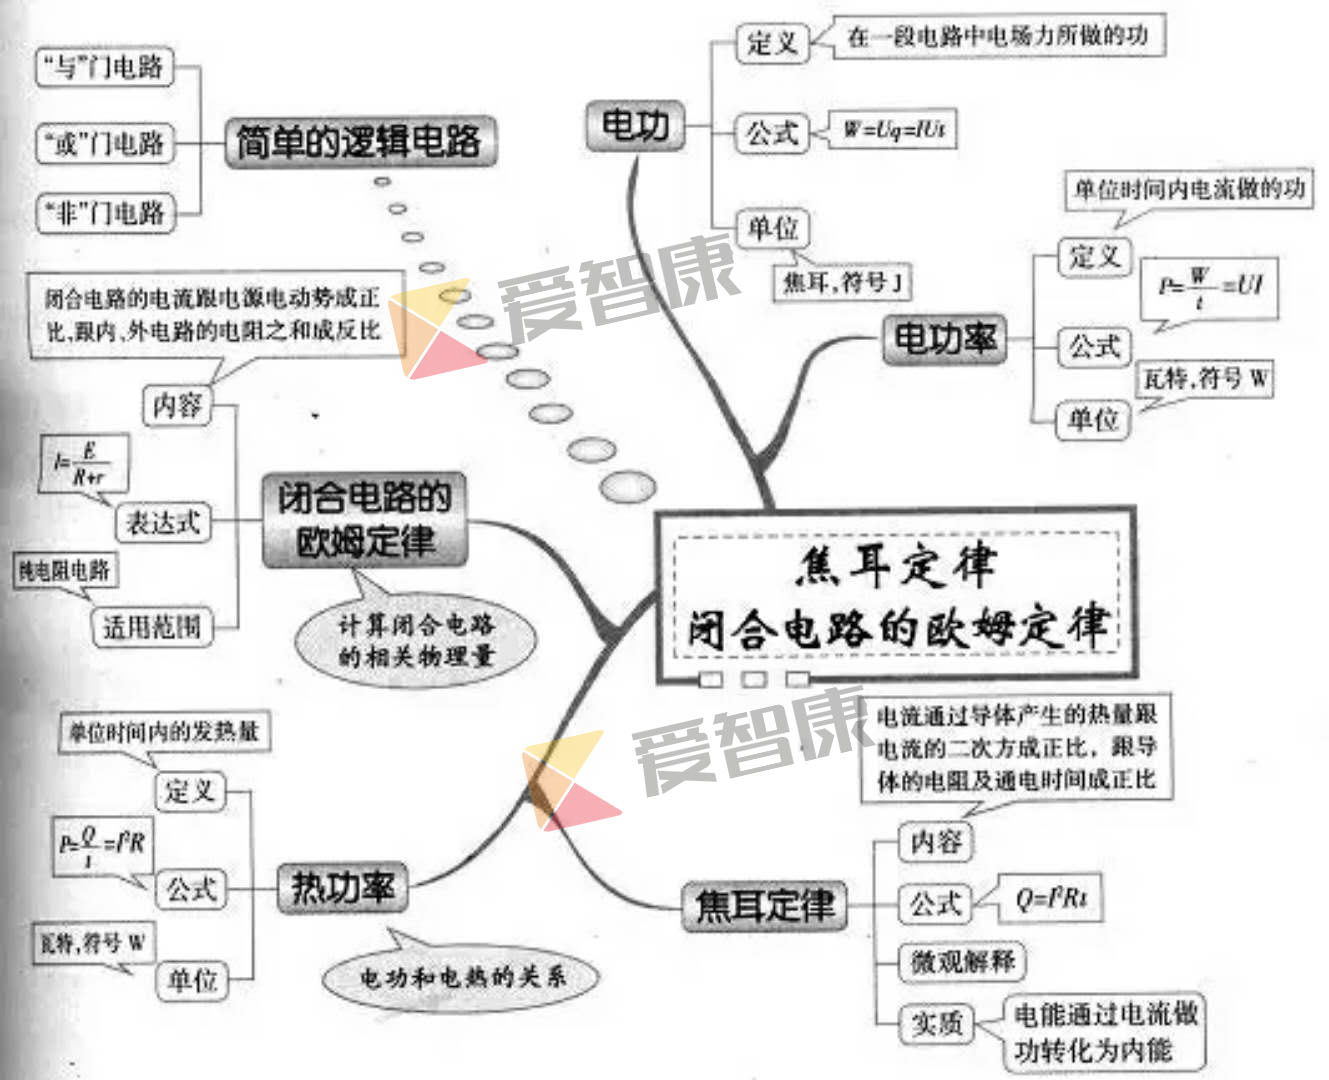 "与"门电路
"或"门电路
"非"门电路
简单的逻辑电路
电功
定义
在一段电路中电场力所做的功
公式
W=Uq=IUt
单位
焦耳,符号J
单位时间内电流做的功
定义
P=W/t=UI
电功率
公式
瓦特,符号W
单位
爱智康
闭合电路的电流跟电源电动势成正
比,跟内、外电路的电阻之和成反比
内容
I=E/R+r
表达式
纯电阻电路
适用范围
闭合电路的
欧姆定律
计算闭合电路
的相关物理量
焦耳定律
闭合电路的欧姆定律
单位时间内的发热量
定义
P=Q/t=I²R
公式
瓦特,符号W
单位
热功率
电功和电热的关系
爱智康
电流通过导体产生的热量跟
电流的二次方成正比，跟导
体的电阻及通电时间成正比
内容
焦耳定律
公式
Q=I²Rt
微观解释
实质
电能通过电流做
功转化为内能